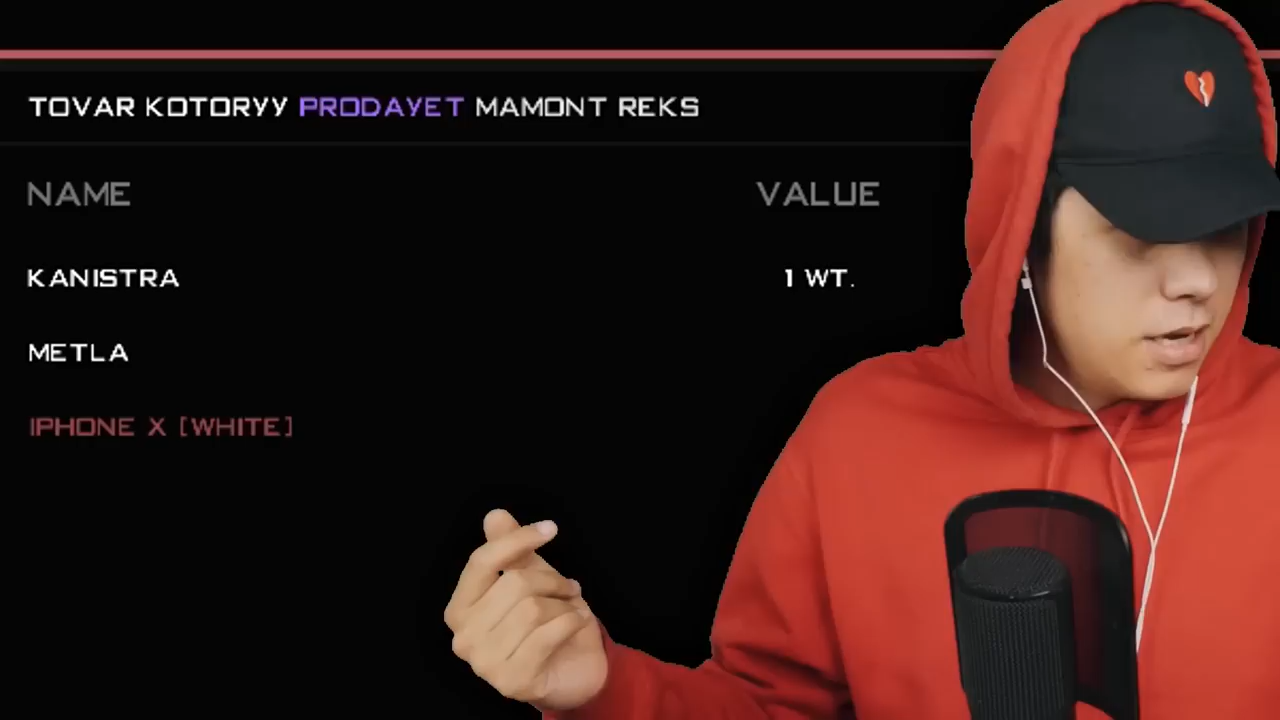 TOVAR KOTORYY PRODAYET MAMONT REKS
NAME VALUE
KANISTRA 1 WT.
METLA
IPHONE X [WHITE]